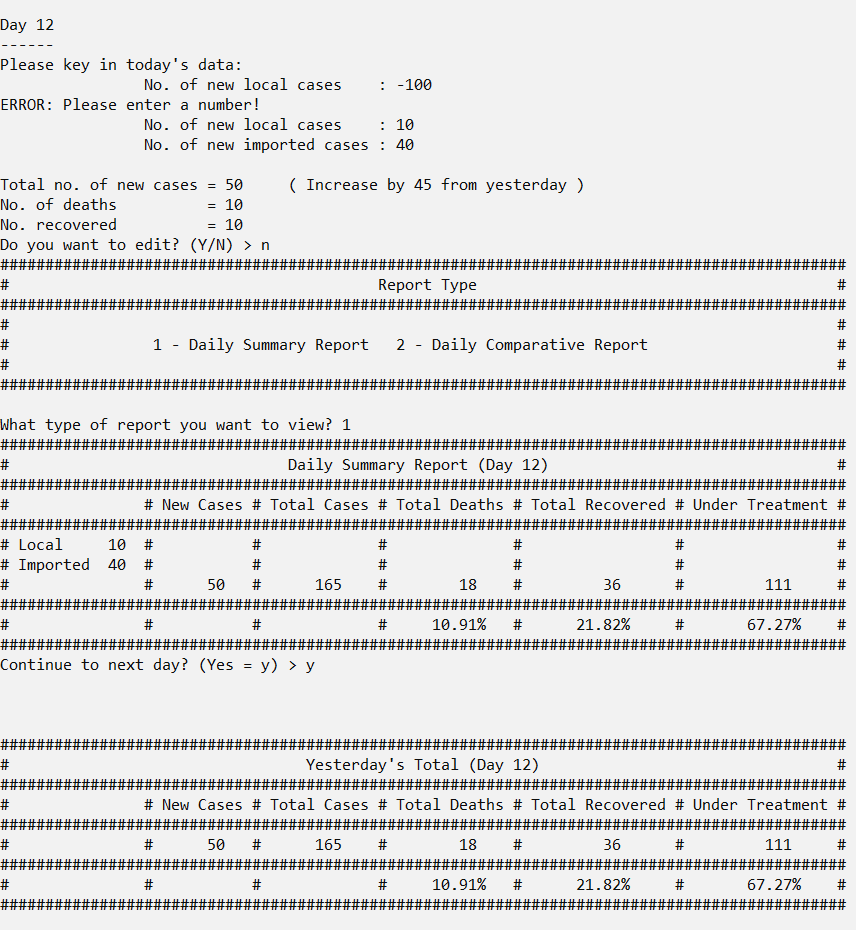 Day 12
------
Please key in today's data:
                No. of new local cases    : -100
ERROR: Please enter a number!
                No. of new local cases    : 10
                No. of new imported cases : 40

Total no. of new cases = 50     ( Increase by 45 from yesterday )
No. of deaths          = 10
No. recovered          = 10
Do you want to edit? (Y/N) > n
##############################################################################################
#                                         Report Type                                        #
##############################################################################################
#                                                                                            #
#                1 - Daily Summary Report   2 - Daily Comparative Report                     #
#                                                                                            #
##############################################################################################

What type of report you want to view? 1
##############################################################################################
#                               Daily Summary Report (Day 12)                                #
##############################################################################################
#               # New Cases # Total Cases # Total Deaths # Total Recovered # Under Treatment #
##############################################################################################
# Local     10  #           #             #              #                 #                 #
# Imported  40  #           #             #              #                 #                 #
#               #      50   #      165    #        18    #         36      #         111     #
##############################################################################################
#               #           #             #     10.91%   #      21.82%     #       67.27%    #
##############################################################################################
Continue to next day? (Yes = y) > y



##############################################################################################
#                                 Yesterday's Total (Day 12)                                 #
##############################################################################################
#               # New Cases # Total Cases # Total Deaths # Total Recovered # Under Treatment #
##############################################################################################
#               #      50   #      165    #        18    #         36      #         111     #
##############################################################################################
#               #           #             #     10.91%   #      21.82%     #       67.27%    #
##############################################################################################